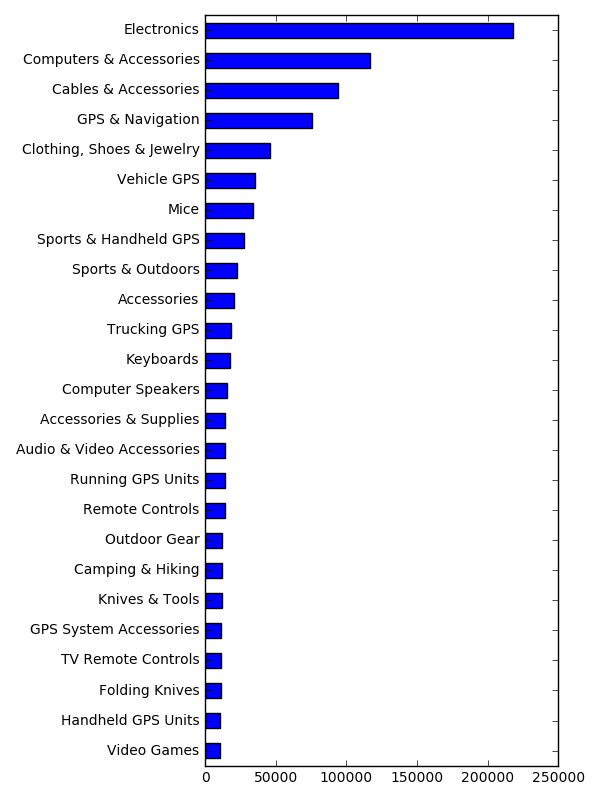 Electronics
Computers & Accessories
Cables & Accessories
GPS & Navigation
Clothing, Shoes & Jewelry
Vehicle GPS
Mice
Sports & Handheld GPS
Sports & Outdoors
Accessories
Trucking GPS
Keyboards
Computer Speakers
Accessories & Supplies
Audio & Video Accessories
Running GPS Units
Remote Controls
Outdoor Gear
Camping & Hiking
Knives & Tools
GPS System Accessories
TV Remote Controls
Folding Knives
Handheld GPS Units
Video Games
0 50000 100000 150000 200000 250000